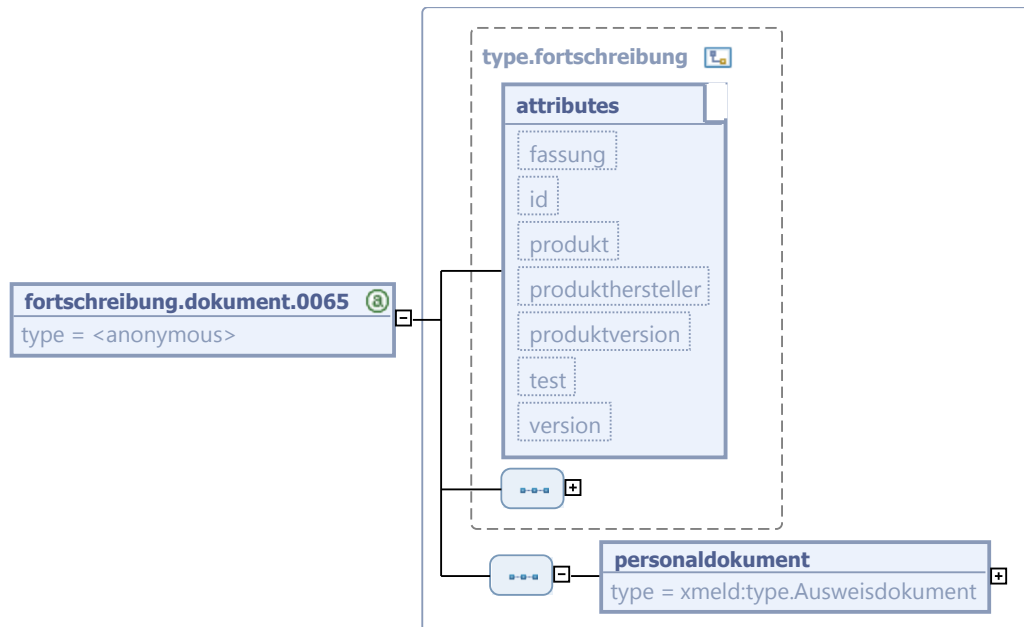 type.fortschreibung
attributes
fassung
id
produkt
produkthersteller
produktversion
test
version
fortschreibung.dokument.0065 @
type = <anonymous>
personaldokument
type = xmeld:type.Ausweisdokument